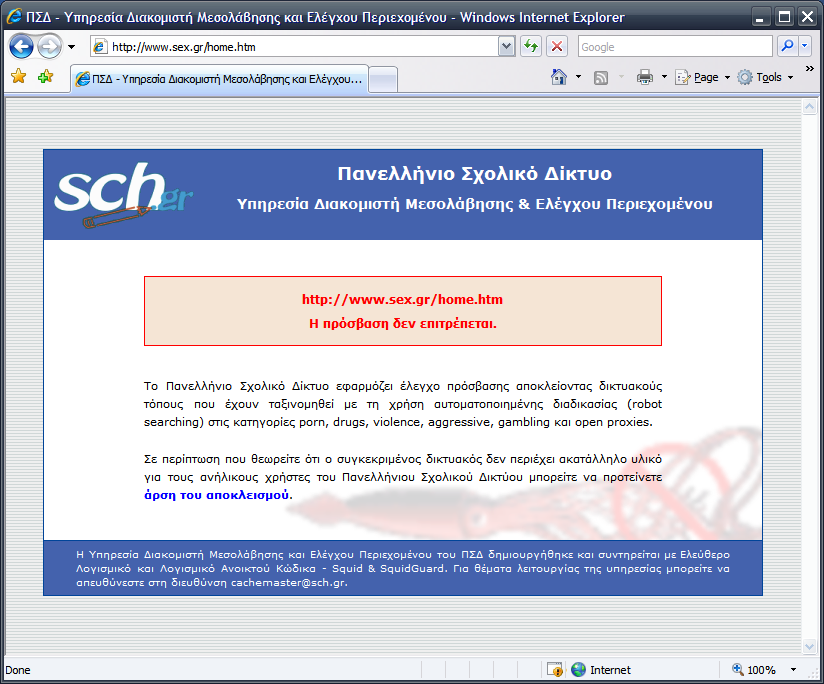 ΠΣΔ - Υπηρεσία Διακομιστή Μεσολάβησης και Ελέγχου Περιεχομένου - Windows Internet Explorer
http://www.sex.gr/home.htm
Google
ΠΣΔ - Υπηρεσία Διακομιστή Μεσολάβησης και Ελέγχου...
Page
Tools
sch.gr
Πανελλήνιο Σχολικό Δίκτυο
Υπηρεσία Διακομιστή Μεσολάβησης & Ελέγχου Περιεχομένου
http://www.sex.gr/home.htm
Η πρόσβαση δεν επιτρέπεται.
Το Πανελλήνιο Σχολικό Δίκτυο εφαρμόζει έλεγχο πρόσβασης αποκλείοντας δικτυακούς
τόπους που έχουν ταξινομηθεί με τη χρήση αυτοματοποιημένης διαδικασίας (robot
searching) στις κατηγορίες porn, drugs, violence, aggressive, gambling και open proxies.
Σε περίπτωση που θεωρείτε ότι ο συγκεκριμένος δικτυακός δεν περιέχει ακατάλληλο υλικό
για τους ανήλικους χρήστες του Πανελλήνιου Σχολικού Δικτύου μπορείτε να προτείνετε
άρση του αποκλεισμού.
Η Υπηρεσία Διακομιστή Μεσολάβησης και Ελέγχου Περιεχομένου του ΠΣΔ δημιουργήθηκε και συντηρείται με Ελεύθερο
Λογισμικό και Λογισμικό Ανοικτού Κώδικα - Squid & SquidGuard. Για θέματα λειτουργίας της υπηρεσίας μπορείτε να
απευθύνεστε στη διευθύνση cachemaster@sch.gr.
Done
Internet
100%